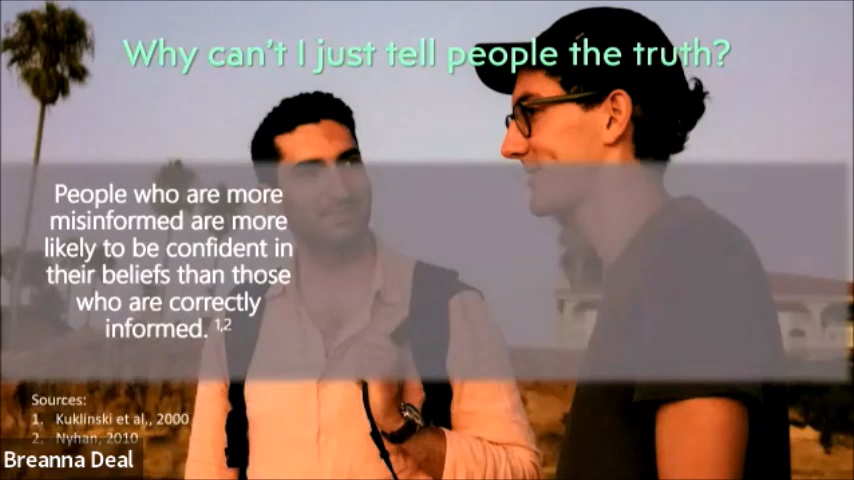 Why can't I just tell people the truth?
People who are more
misinformed are more
likely to be confident in
their beliefs than those
who are correctly
informed. 1,2
Sources:
1. Kuklinski et al., 2000
2. Nyhan, 2010
Breanna Deal